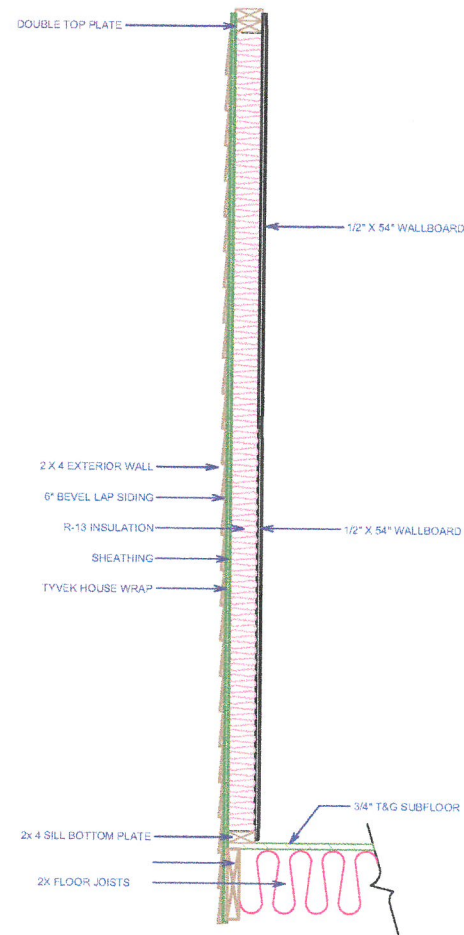 DOUBLE TOP PLATE
1/2" X 54" WALLBOARD
2 X 4 EXTERIOR WALL
6" BEVEL LAP SIDING
R-13 INSULATION
1/2" X 54" WALLBOARD
SHEATHING
TYVEK HOUSE WRAP
3/4" T&G SUBFLOOR
2x 4 SILL BOTTOM PLATE
2X FLOOR JOISTS